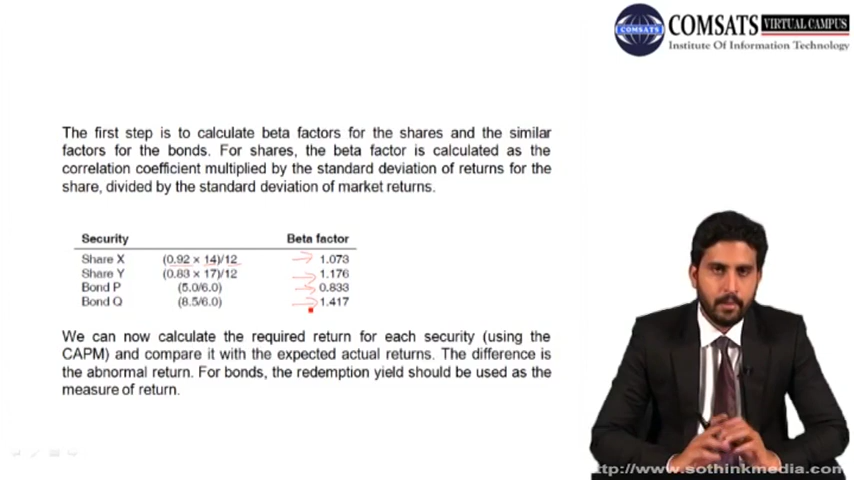 COMSATS VIRTUAL CAMPUS
COMSATS
Institute Of Information Technology
The first step is to calculate beta factors for the shares and the similar
factors for the bonds. For shares, the beta factor is calculated as the
correlation coefficient multiplied by the standard deviation of returns for the
share, divided by the standard deviation of market returns.
Security Beta factor
Share X (0.92 × 14)/12 1.073
Share Y (0.83 × 17)/12 1.176
Bond P (5.0/6.0) 0.833
Bond Q (8.5/6.0) 1.417
We can now calculate the required return for each security (using the
CAPM) and compare it with the expected actual returns. The difference is
the abnormal return. For bonds, the redemption yield should be used as the
measure of return.
ttp://www.sothinkmedia.com